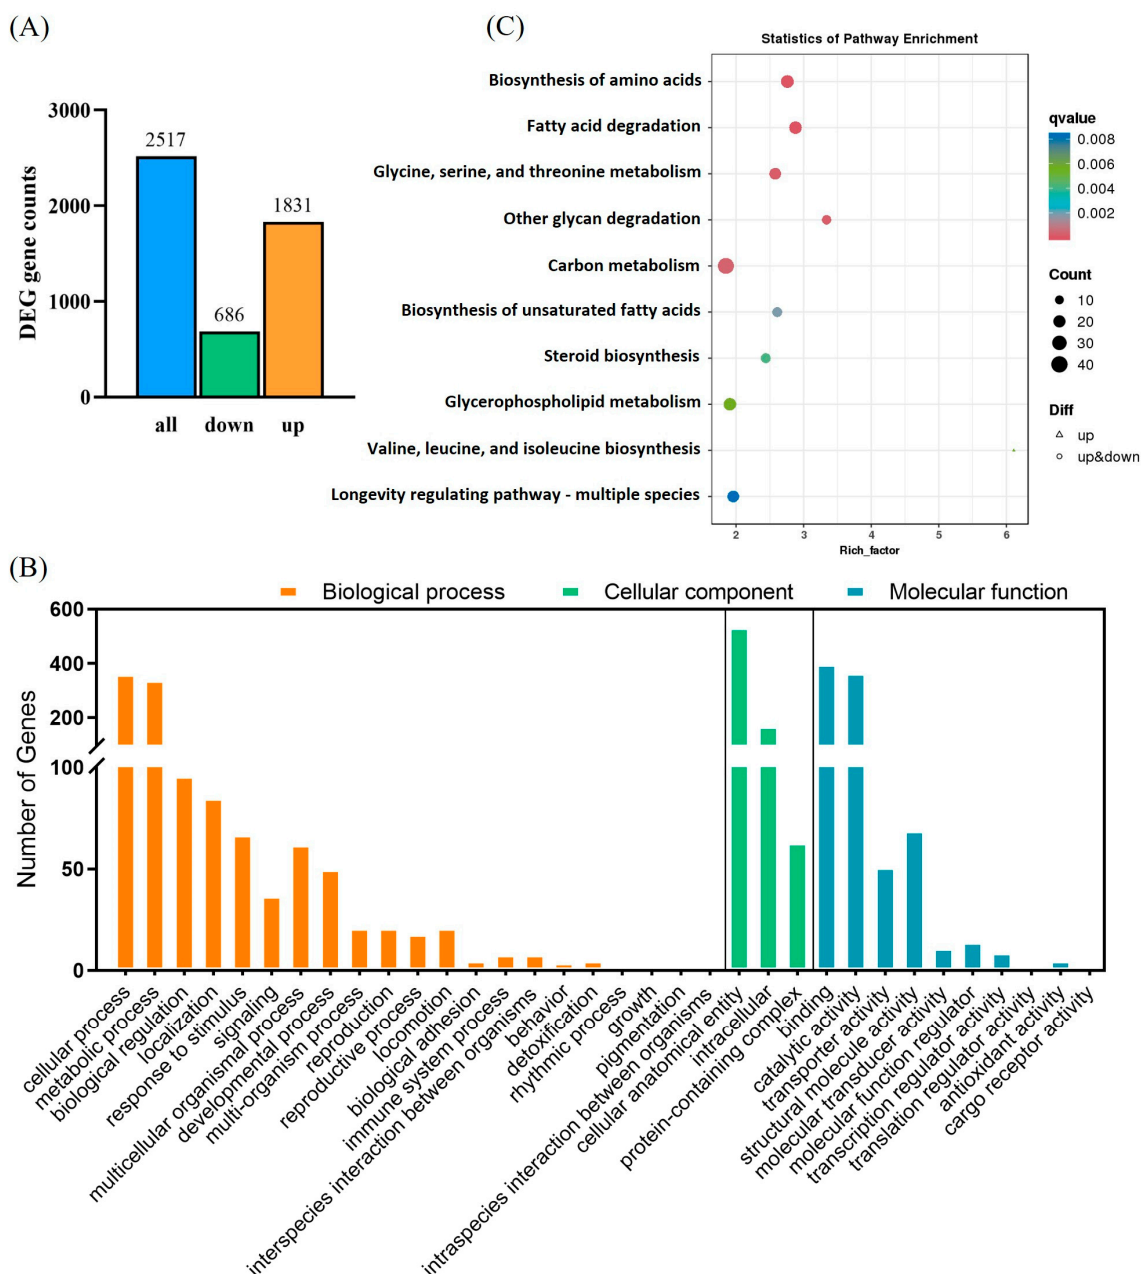 (A)
3000
2000
1000
0
DEG gene counts
2517
686
1831
all down up
(C)
Statistics of Pathway Enrichment
Biosynthesis of amino acids
Fatty acid degradation
Glycine, serine, and threonine metabolism
Other glycan degradation
Carbon metabolism
Biosynthesis of unsaturated fatty acids
Steroid biosynthesis
Glycerophospholipid metabolism
Valine, leucine, and isoleucine biosynthesis
Longevity regulating pathway - multiple species
2 3 4 5 6
Rich_factor
qvalue
0.008
0.006
0.004
0.002
Count
10
20
30
40
Diff
up
up&down
(B)
Biological process Cellular component Molecular function
600
400
200
100
50
0
Number of Genes
cellular process
metabolic process
biological regulation
localization
response to stimulus
signaling
multicellular organismal process
developmental process
multi-organism process
reproduction
reproductive process
locomotion
biological adhesion
immune system process
interspecies interaction between organisms
behavior
detoxification
rhythmic process
growth
pigmentation
intraspecies interaction between organisms
cellular anatomical entity
intracellular
protein-containing complex
binding
catalytic activity
transporter activity
structural molecule activity
molecular transducer activity
molecular function regulator
transcription regulator activity
translation regulator activity
antioxidant activity
cargo receptor activity